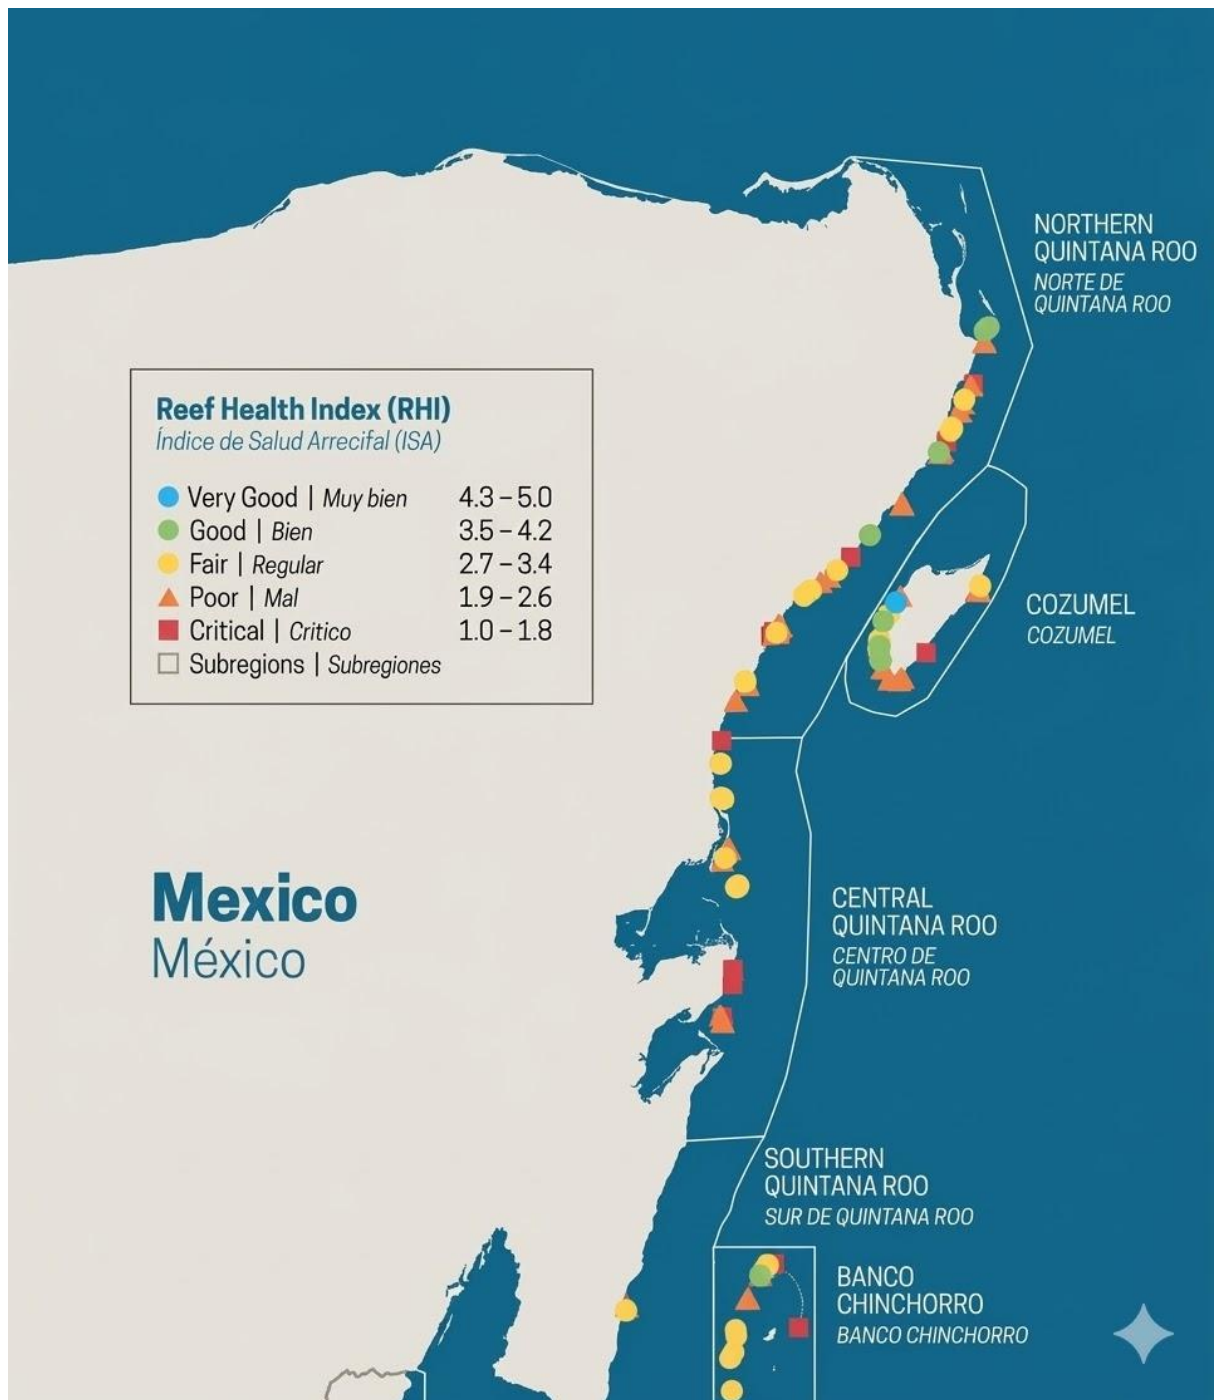 NORTHERN
QUINTANA ROO
NORTE DE
QUINTANA ROO
Reef Health Index (RHI)
Índice de Salud Arrecifal (ISA)
Very Good | Muy bien 4.3 – 5.0
Good | Bien 3.5 – 4.2
Fair | Regular 2.7 – 3.4
Poor | Mal 1.9 – 2.6
Critical | Critico 1.0 – 1.8
Subregions | Subregiones
COZUMEL
COZUMEL
Mexico
México
CENTRAL
QUINTANA ROO
CENTRO DE
QUINTANA ROO
SOUTHERN
QUINTANA ROO
SUR DE QUINTANA ROO
BANCO
CHINCHORRO
BANCO CHINCHORRO